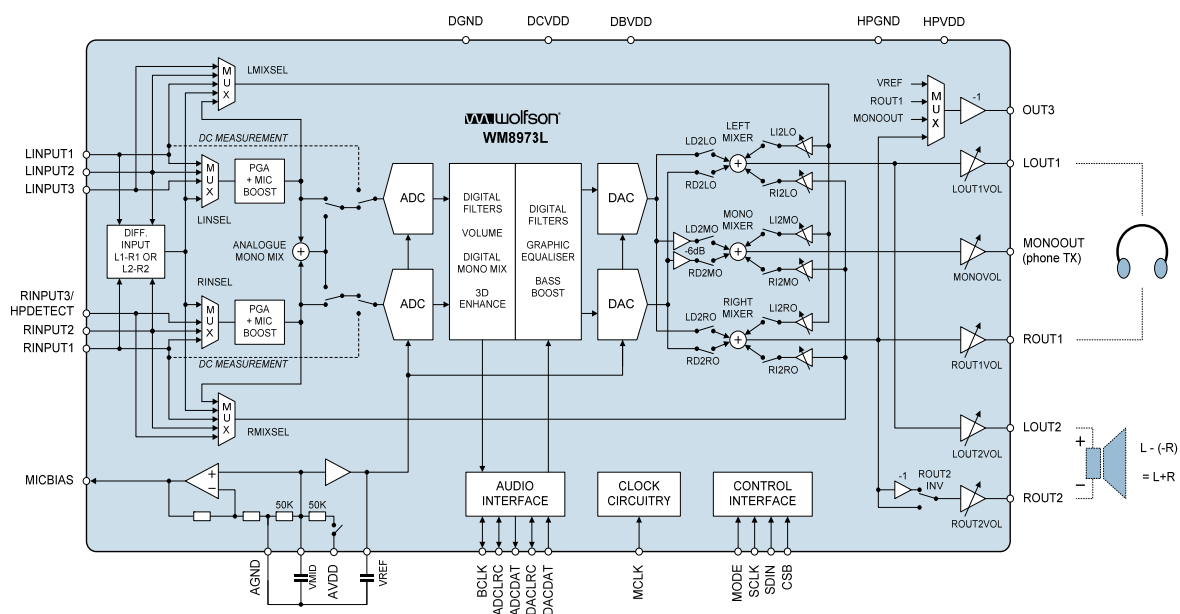 DGND
DCVDD
DBVDD
HPGND
HPVDD
MUX
LMIXSEL
DC MEASUREMENT
wolfson
WM8973L
VREF
ROUT1
MONOOUT
MUX
-1
OUT3
LINPUT1
LINPUT2
LINPUT3
MUX
LINSEL
PGA
+ MIC
BOOST
ADC
DIGITAL
FILTERS
VOLUME
DIGITAL
MONO MIX
3D
ENHANCE
DIGITAL
FILTERS
GRAPHIC
EQUALISER
BASS
BOOST
DAC
LD2LO
LEFT
MIXER
LI2LO
RD2LO
RI2LO
LOUT1
LOUT1VOL
DIFF.
INPUT
L1-R1 OR
L2-R2
ANALOGUE
MONO MIX
LD2MO
-6dB
RD2MO
MONO
MIXER
LI2MO
RI2MO
MONOOUT
(phone TX)
MONOVOL
RINPUT3/
HPDETECT
RINPUT2
RINPUT1
RINSEL
MUX
PGA
+ MIC
BOOST
ADC
DAC
LD2RO
RIGHT
MIXER
LI2RO
RD2RO
RI2RO
ROUT1
ROUT1VOL
DC MEASUREMENT
MUX
RMIXSEL
LOUT2
LOUT2VOL
+
−
L - (-R)
= L+R
MICBIAS
+
−
50K
50K
AUDIO
INTERFACE
CLOCK
CIRCUITRY
CONTROL
INTERFACE
-1
ROUT2
INV
ROUT2
ROUT2VOL
AGND
VMID
AVDD
VREF
BCLK
ADCLRC
ADCDAT
DACLRC
DACDAT
MCLK
MODE
SCLK
SDIN
CSB